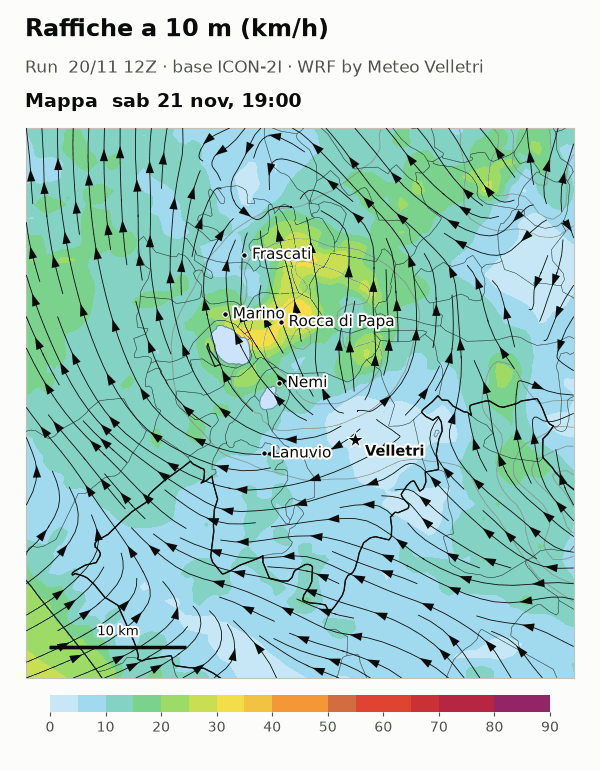 Raffiche a 10 m (km/h)
Run  20/11 12Z · base ICON-2I · WRF by Meteo Velletri
Mappa  sab 21 nov, 19:00
Frascati
Marino
Rocca di Papa
Nemi
Velletri
Lanuvio
10 km
0 10 20 30 40 50 60 70 80 90